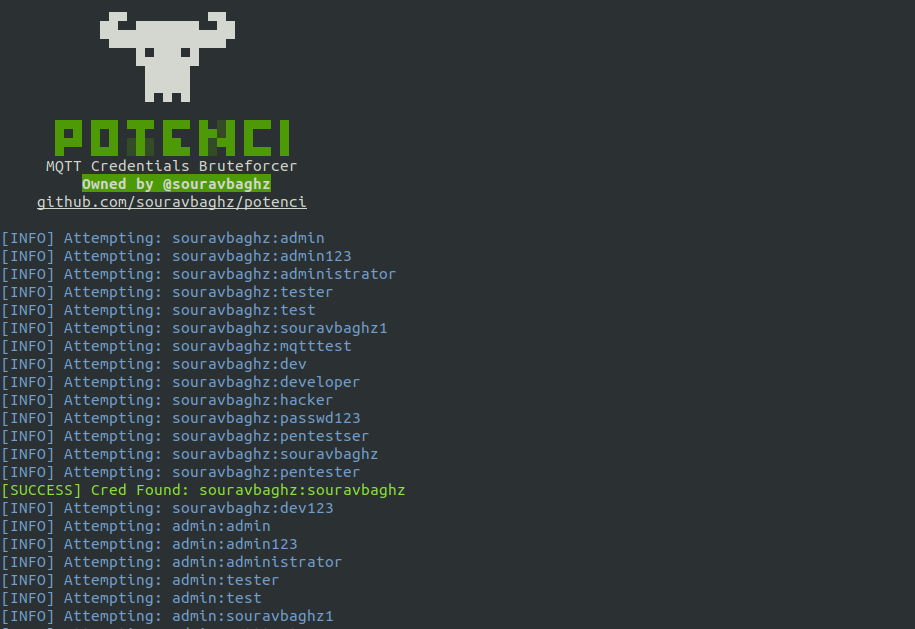 POTENCI
MQTT Credentials Bruteforcer
Owned by @souravbaghz
github.com/souravbaghz/potenci
[INFO] Attempting: souravbaghz:admin
[INFO] Attempting: souravbaghz:admin123
[INFO] Attempting: souravbaghz:administrator
[INFO] Attempting: souravbaghz:tester
[INFO] Attempting: souravbaghz:test
[INFO] Attempting: souravbaghz:souravbaghz1
[INFO] Attempting: souravbaghz:mqtttest
[INFO] Attempting: souravbaghz:dev
[INFO] Attempting: souravbaghz:developer
[INFO] Attempting: souravbaghz:hacker
[INFO] Attempting: souravbaghz:passwd123
[INFO] Attempting: souravbaghz:pentestser
[INFO] Attempting: souravbaghz:souravbaghz
[INFO] Attempting: souravbaghz:pentester
[SUCCESS] Cred Found: souravbaghz:souravbaghz
[INFO] Attempting: souravbaghz:dev123
[INFO] Attempting: admin:admin
[INFO] Attempting: admin:admin123
[INFO] Attempting: admin:administrator
[INFO] Attempting: admin:tester
[INFO] Attempting: admin:test
[INFO] Attempting: admin:souravbaghz1